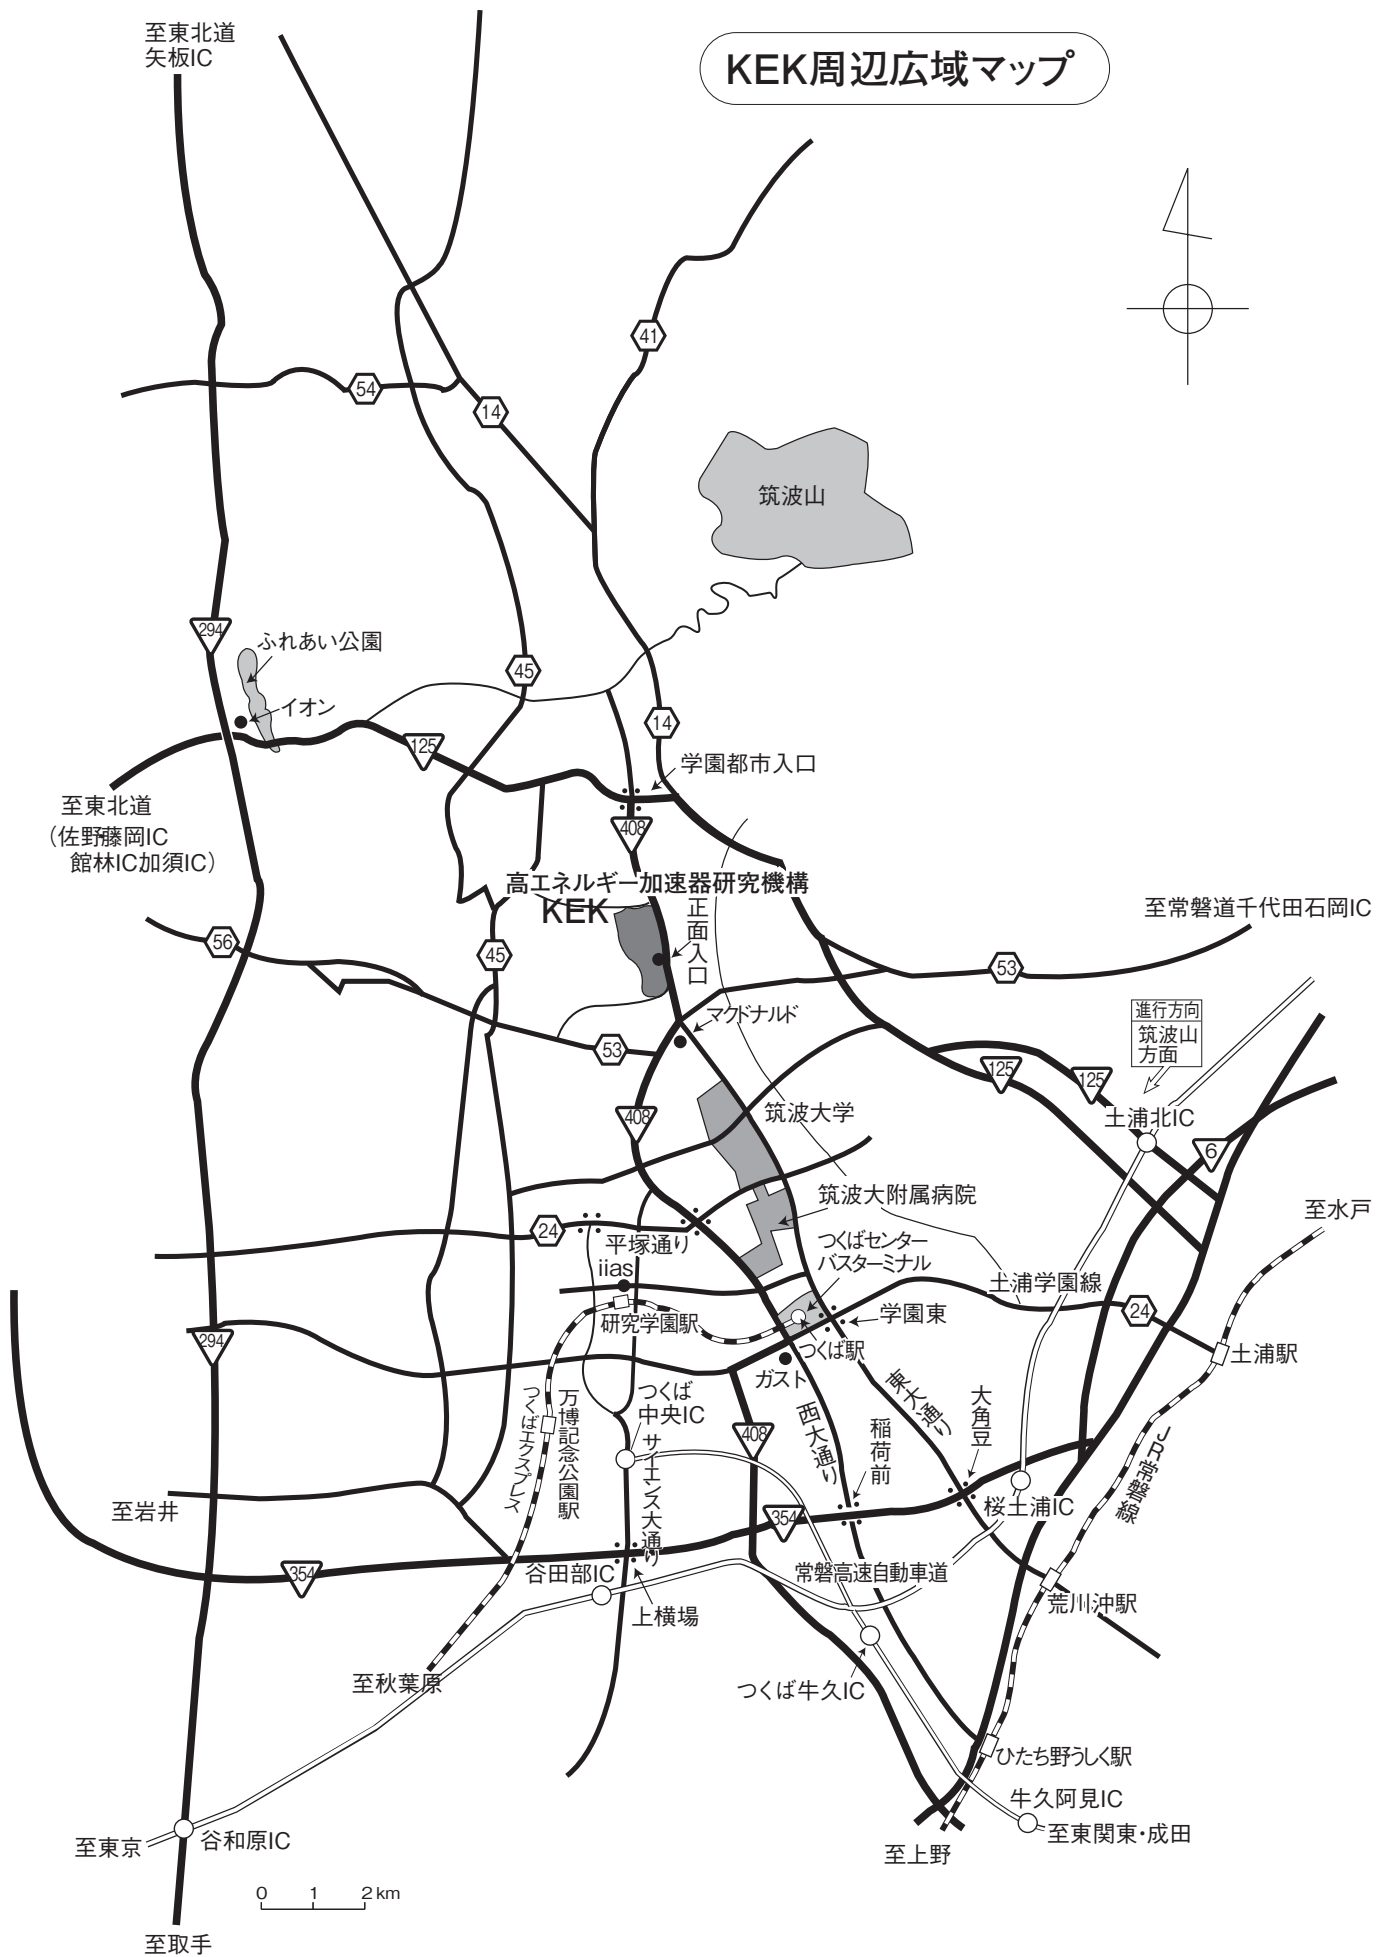 至東北道
矢板IC
KEK周辺広域マップ
41
54
14
筑波山
294
ふれあい公園
イオン
45
14
125
学園都市入口
至東北道
（佐野藤岡IC
館林IC加須IC）
408
高エネルギー加速器研究機構
KEK
正面入口
至常磐道千代田石岡IC
56
45
53
進行方向
筑波山
方面
マクドナルド
53
125
125
408
筑波大学
土浦北IC
6
筑波大附属病院
至水戸
24
平塚通り
つくばセンター
バスターミナル
iias
土浦学園線
24
研究学園駅
学園東
294
つくば駅
土浦駅
ガスト
つくば
中央IC
つくばエクスプレス
万博記念公園駅
サイエンス大通り
408
西大通り
東大通り
稲荷前
大角豆
JR常磐線
至岩井
354
桜土浦IC
354
谷田部IC
常磐高速自動車道
上横場
荒川沖駅
至秋葉原
つくば牛久IC
ひたち野うしく駅
牛久阿見IC
至東関東・成田
至東京
谷和原IC
至上野
0 1 2km
至取手